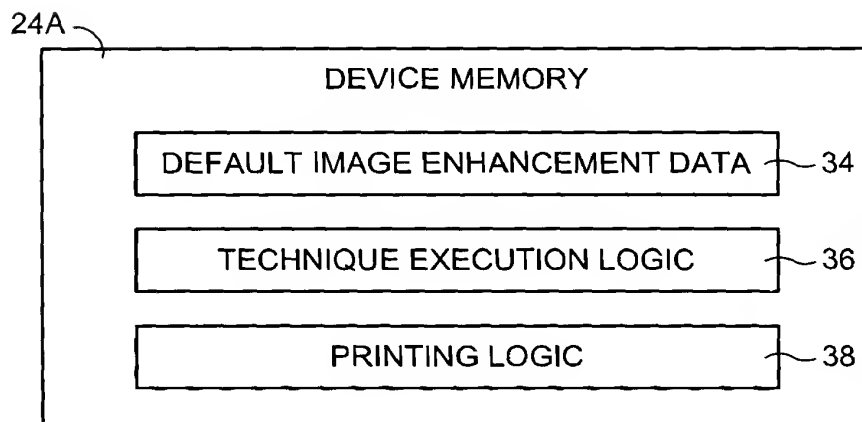 24A
DEVICE MEMORY
DEFAULT IMAGE ENHANCEMENT DATA 34
TECHNIQUE EXECUTION LOGIC 36
PRINTING LOGIC 38